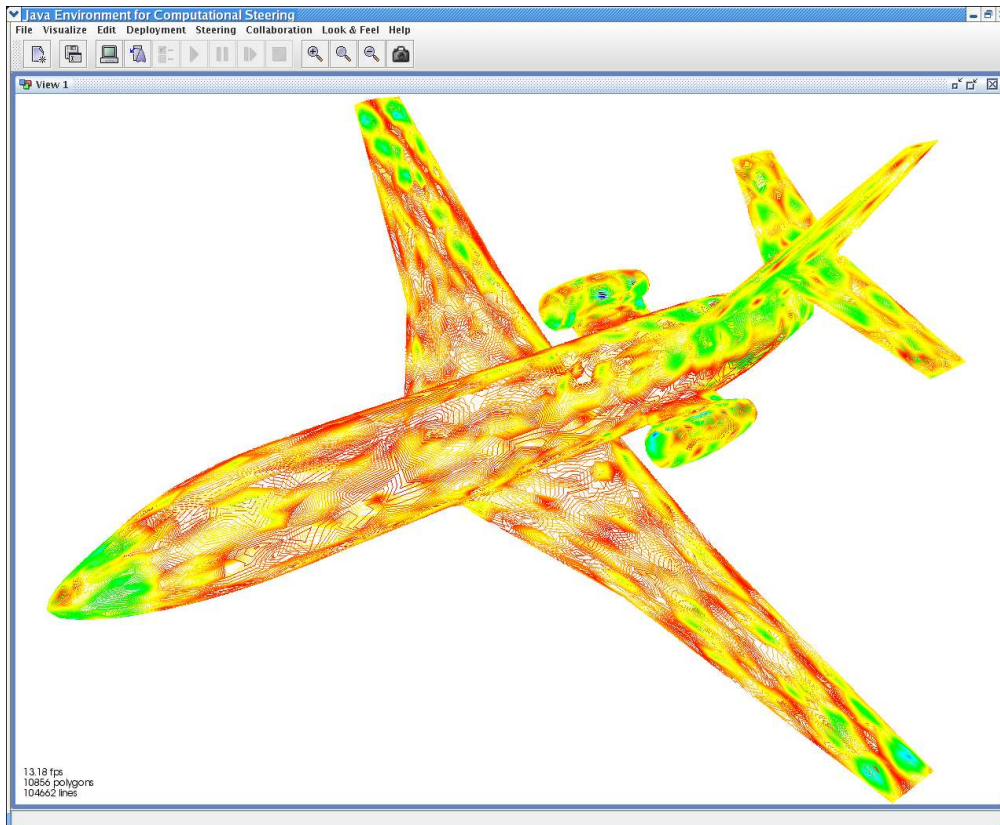 Java Environment for Computational Steering
File Visualize Edit Deployment Steering Collaboration Look & Feel Help
View 1
13.18 fps
10856 polygons
104662 lines